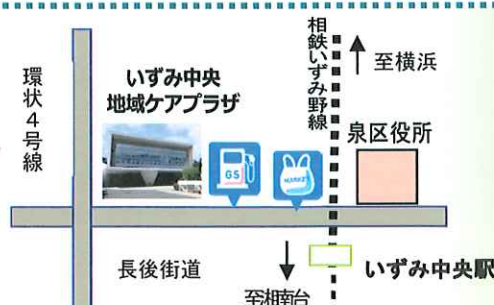 環状4号線
いずみ中央
地域ケアプラザ
GS
MARKET
相鉄いずみ野線
至横浜
泉区役所
長後街道
至湘南台
いずみ中央駅